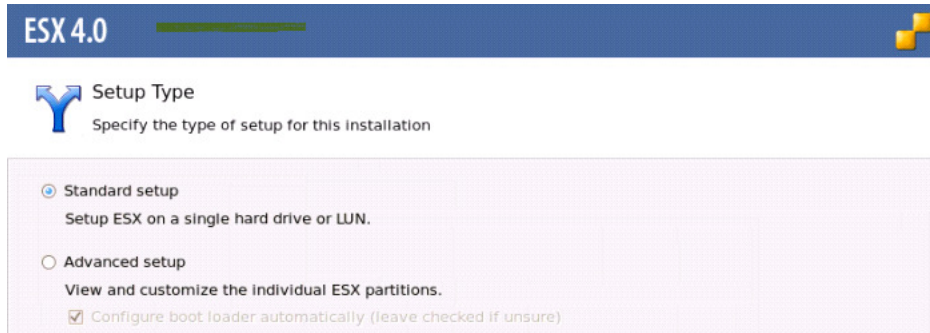 ESX 4.0
Setup Type
Specify the type of setup for this installation
Standard setup
Setup ESX on a single hard drive or LUN.
Advanced setup
View and customize the individual ESX partitions.
Configure boot loader automatically (leave checked if unsure)